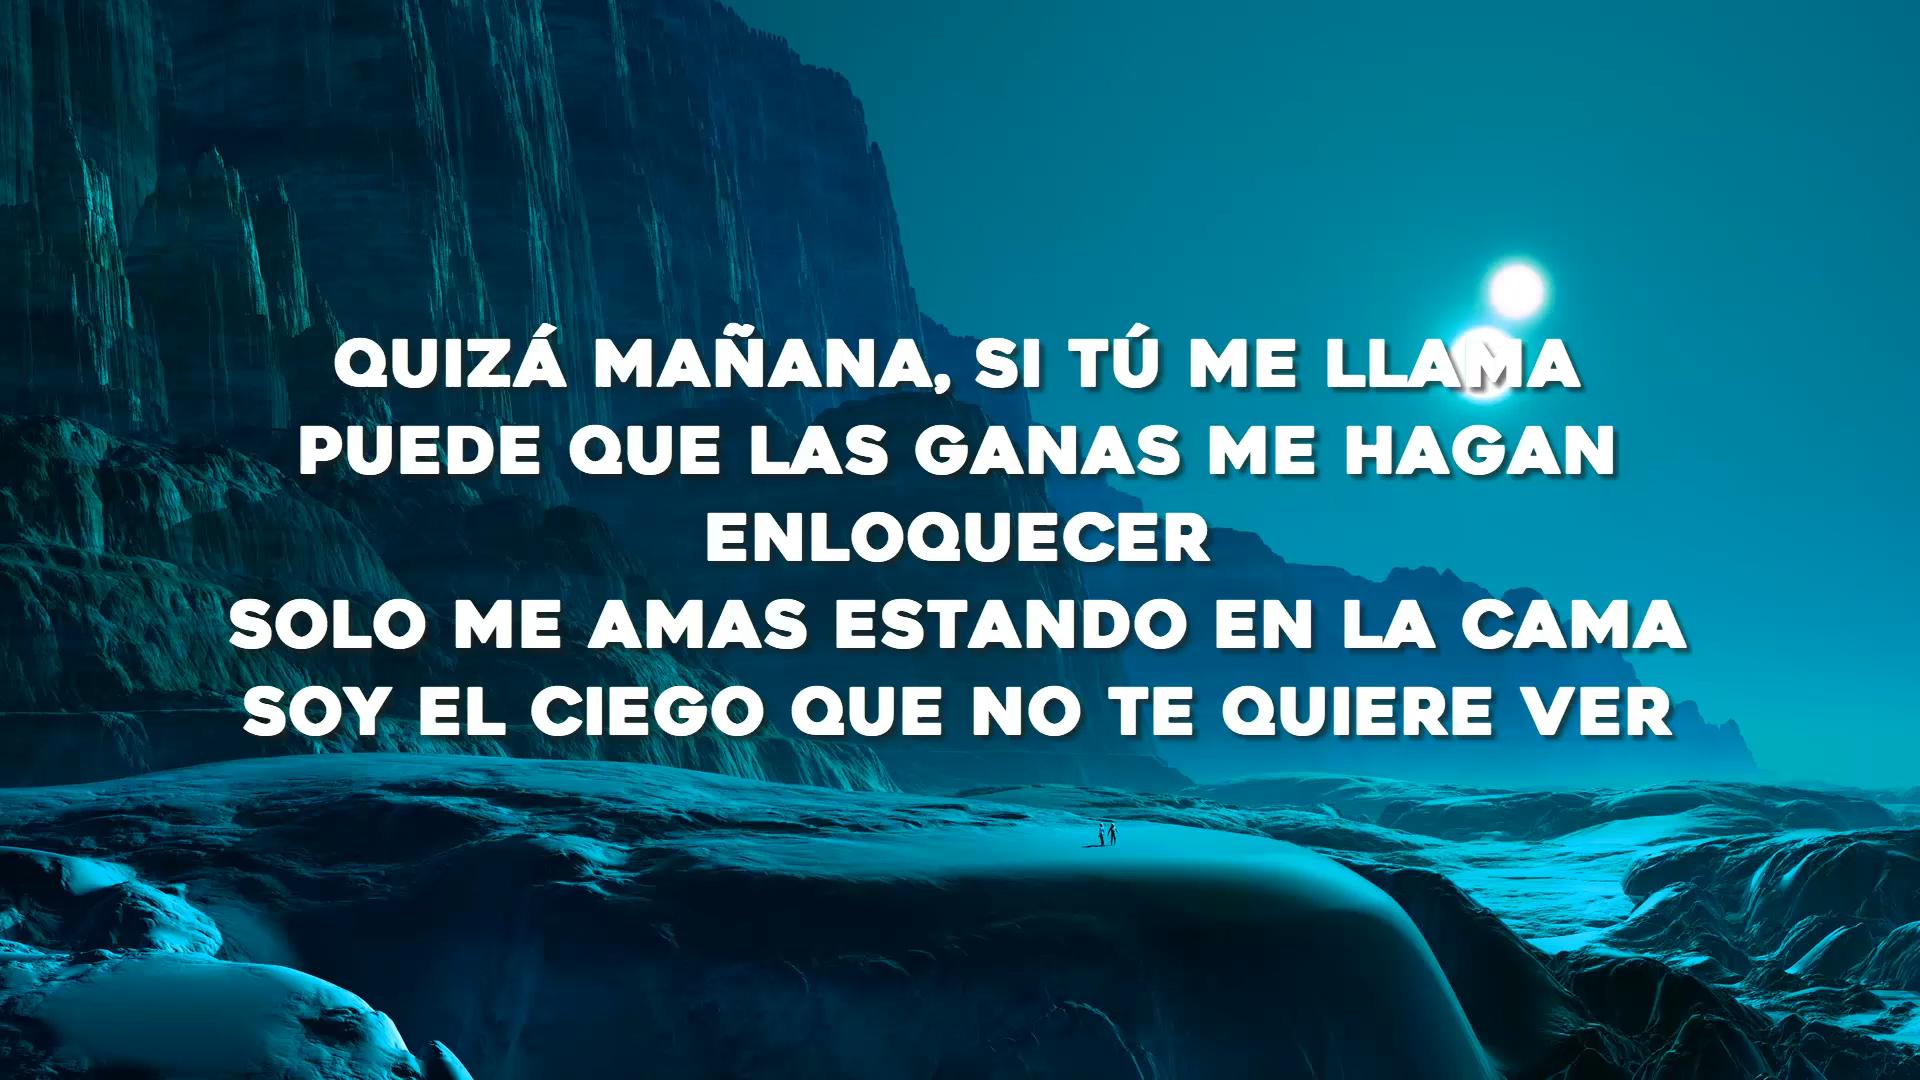 QUIZÁ MAÑANA, SI TÚ ME LLAMA
PUEDE QUE LAS GANAS ME HAGAN
ENLOQUECER
SOLO ME AMAS ESTANDO EN LA CAMA
SOY EL CIEGO QUE NO TE QUIERE VER